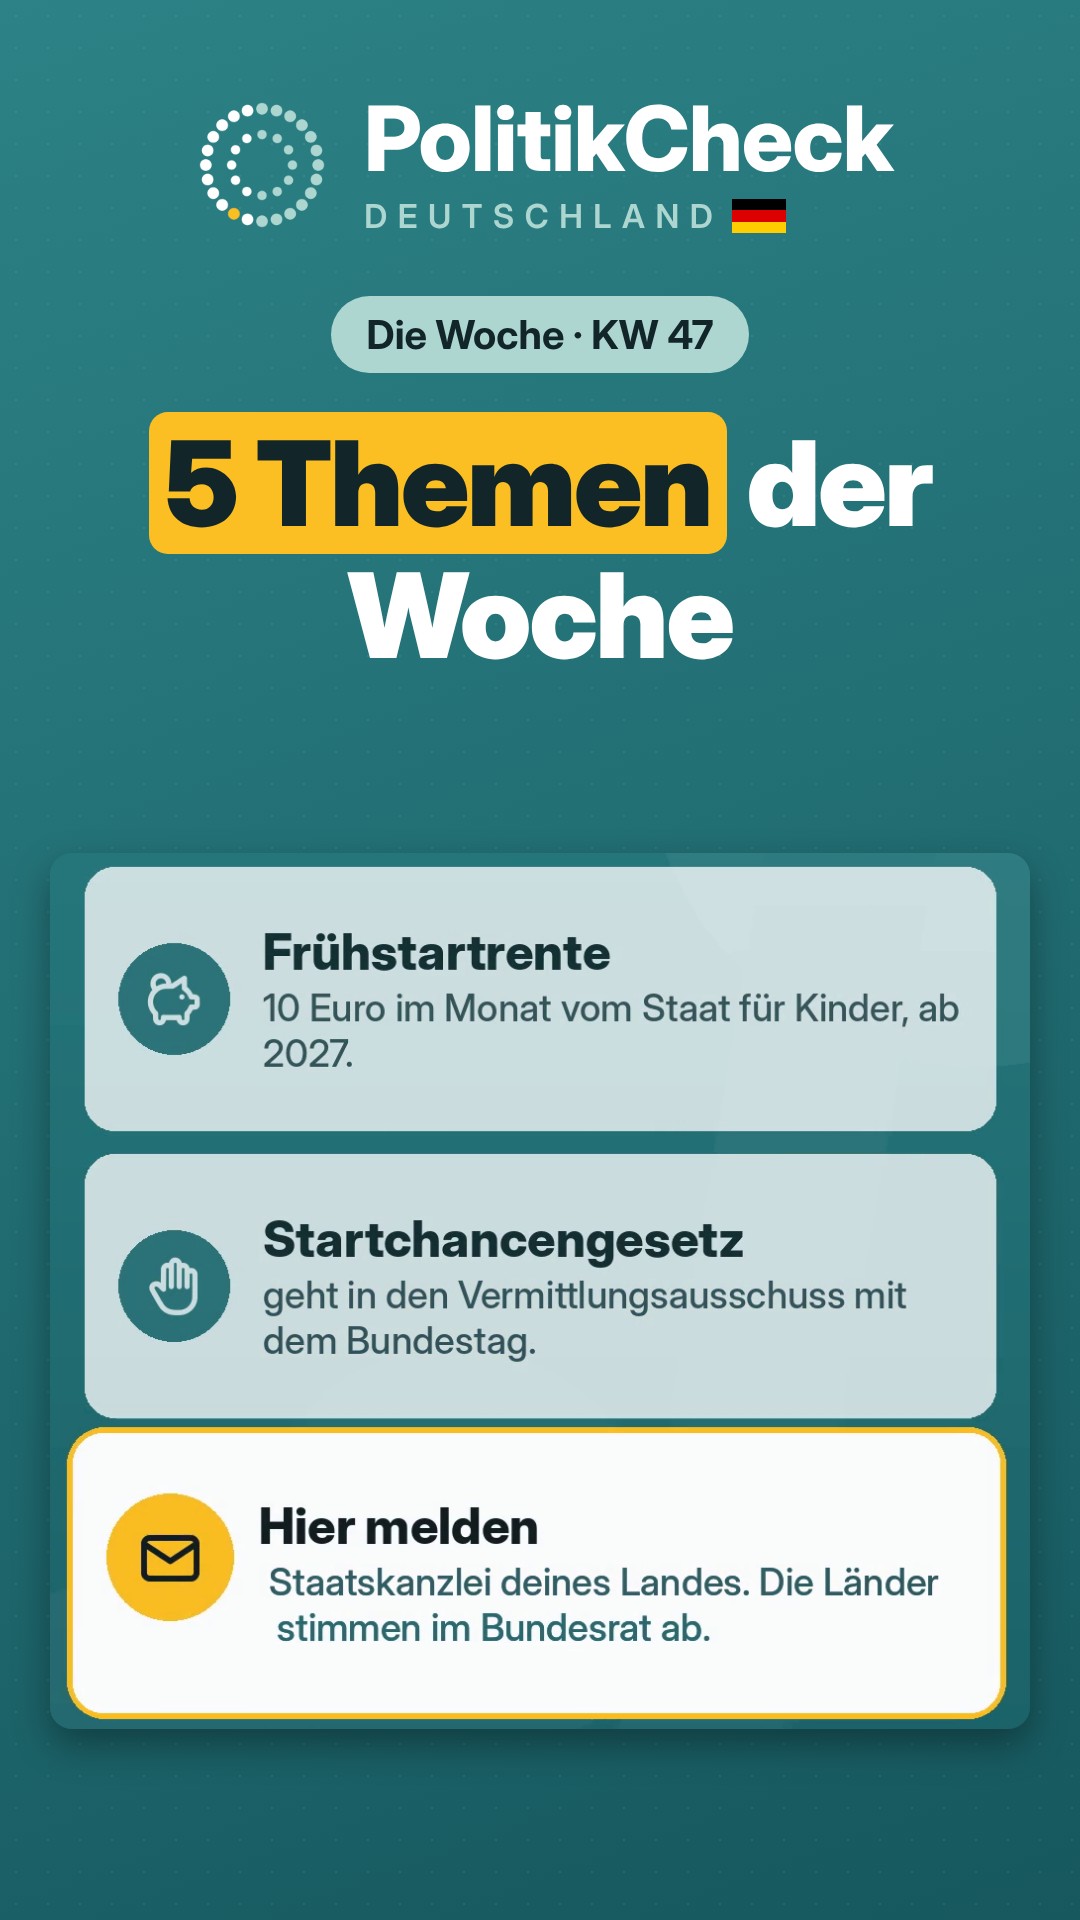 PolitikCheck
DEUTSCHLAND
Die Woche · KW 47
5 Themen der
Woche
Frühstartrente
10 Euro im Monat vom Staat für Kinder, ab
2027.
Startchancengesetz
geht in den Vermittlungsausschuss mit
dem Bundestag.
Hier melden
Staatskanzlei deines Landes. Die Länder
stimmen im Bundesrat ab.